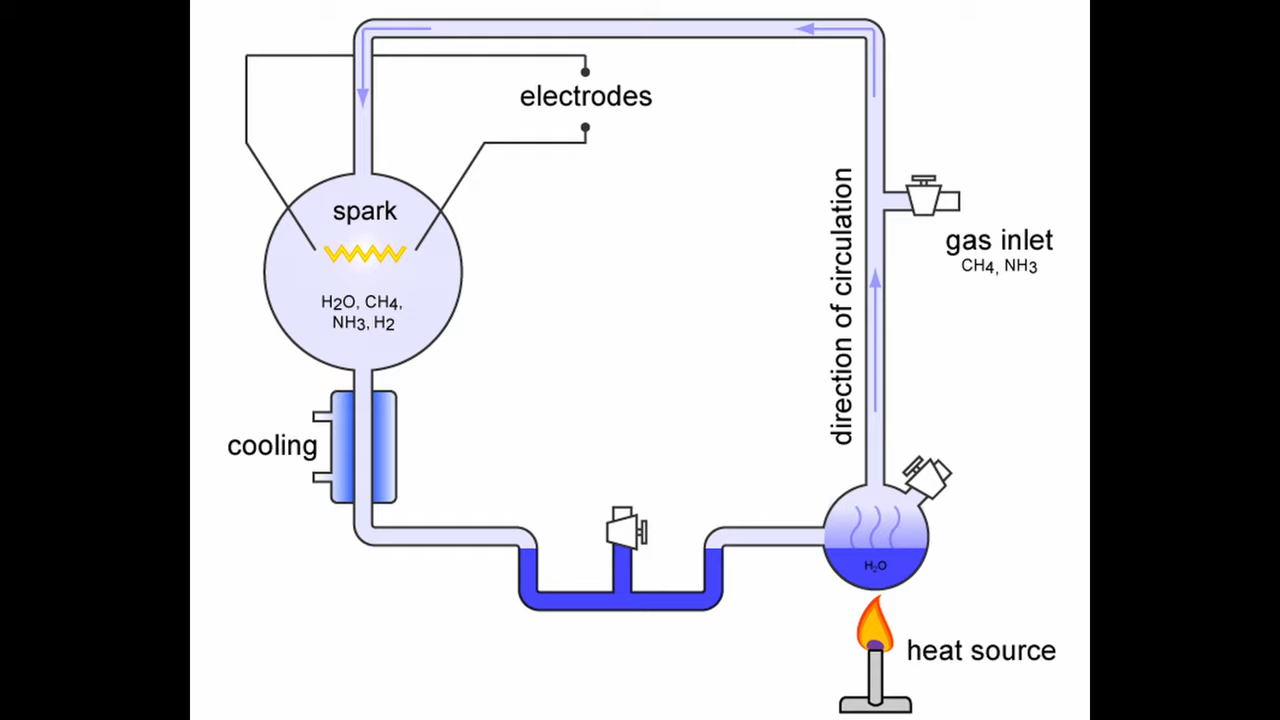 electrodes
spark
H2O, CH4,
NH3, H2
direction of circulation
gas inlet
CH4, NH3
cooling
H2O
heat source